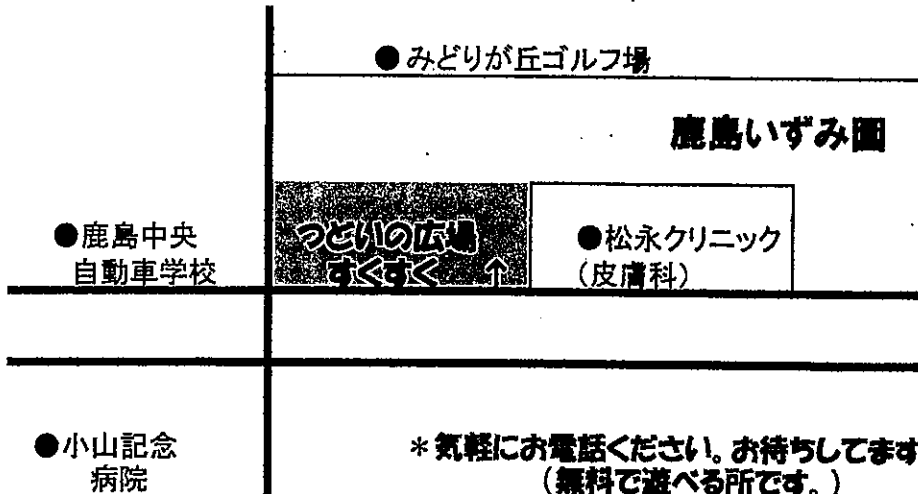 ●みどりが丘ゴルフ場
鹿島いずみ園
●鹿島中央
自動車学校
つどいの広場
すくすく ↑
●松永クリニック
(皮膚科)
●小山記念
病院
＊気軽にお電話ください。お待ちしてます
(無料で遊べる所です。)